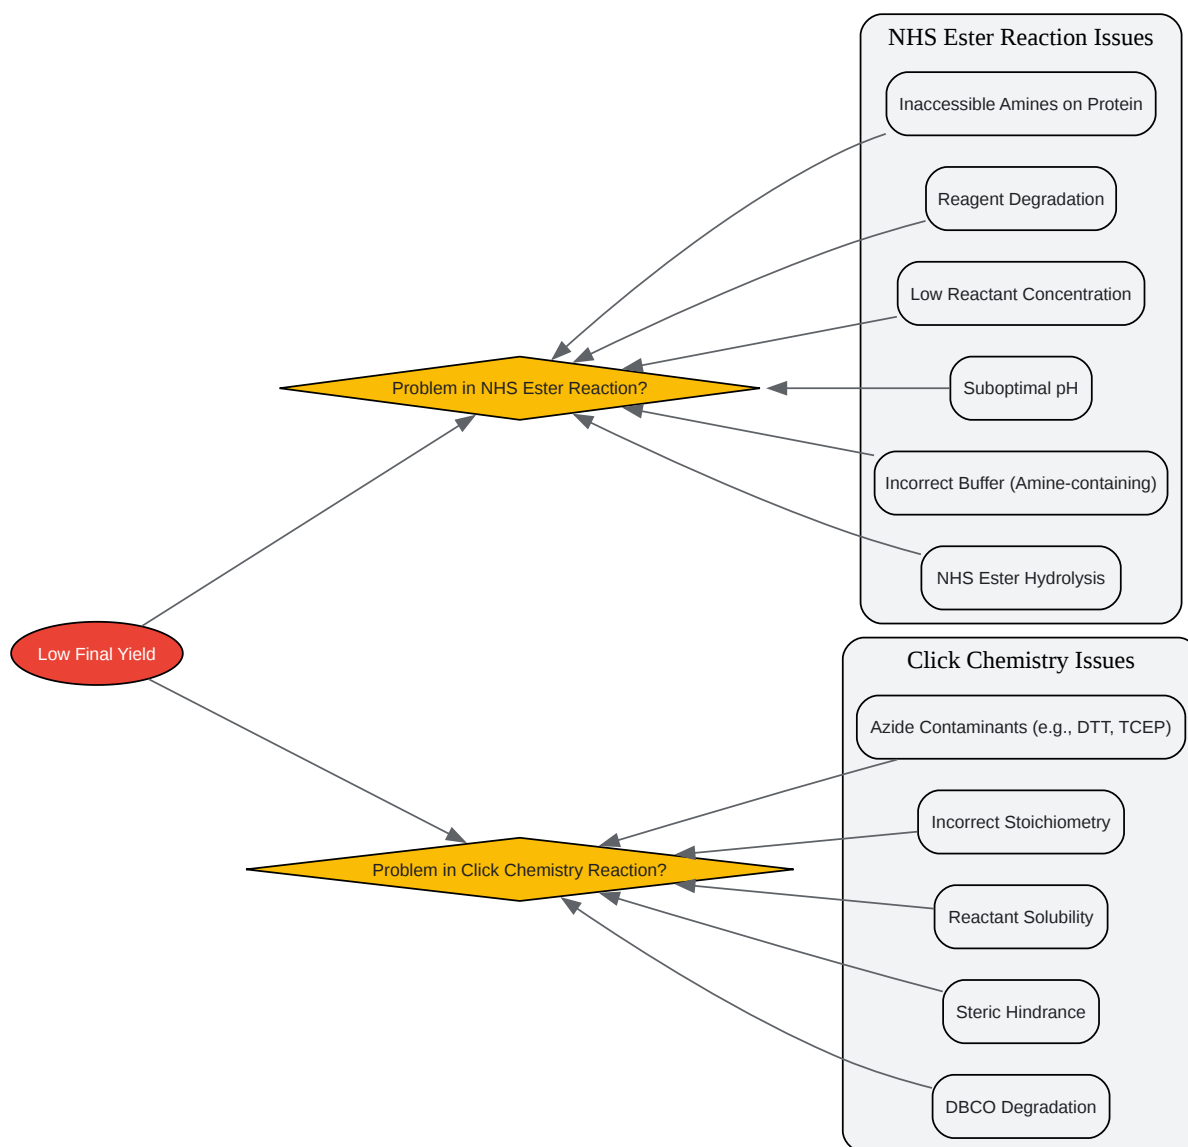 NHS Ester Reaction Issues
Inaccessible Amines on Protein
Reagent Degradation
Low Reactant Concentration
Problem in NHS Ester Reaction?
Suboptimal pH
Incorrect Buffer (Amine-containing)
NHS Ester Hydrolysis
Low Final Yield
Click Chemistry Issues
Azide Contaminants (e.g., DTT, TCEP)
Incorrect Stoichiometry
Problem in Click Chemistry Reaction?
Reactant Solubility
Steric Hindrance
DBCO Degradation